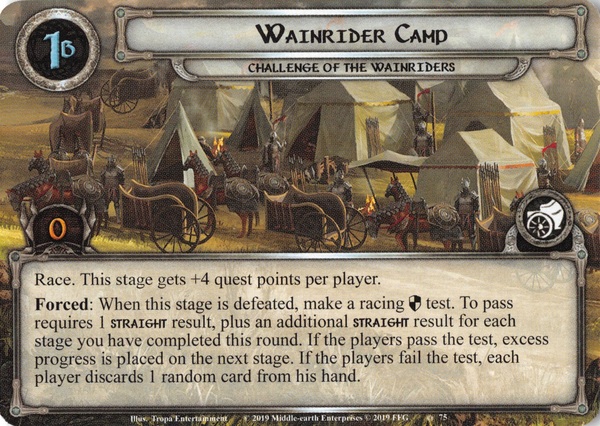 1B
WAINRIDER CAMP
CHALLENGE OF THE WAINRIDERS
0
Race. This stage gets +4 quest points per player.
Forced: When this stage is defeated, make a racing test. To pass
requires 1 STRAIGHT result, plus an additional STRAIGHT result for each
stage you have completed this round. If the players pass the test, excess
progress is placed on the next stage. If the players fail the test, each
player discards 1 random card from his hand.
Illus. Tropa Entertainment © 2019 Middle-earth Enterprises © 2019 FFG 75